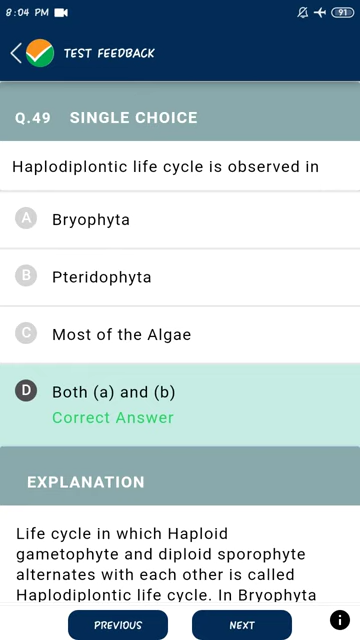 8:04 PM 91
TEST FEEDBACK
Q.49 SINGLE CHOICE
Haplodiplontic life cycle is observed in
A Bryophyta
B Pteridophyta
C Most of the Algae
D Both (a) and (b)
Correct Answer
EXPLANATION
Life cycle in which Haploid
gametophyte and diploid sporophyte
alternates with each other is called
Haplodiplontic life cycle. In Bryophyta
PREVIOUS NEXT